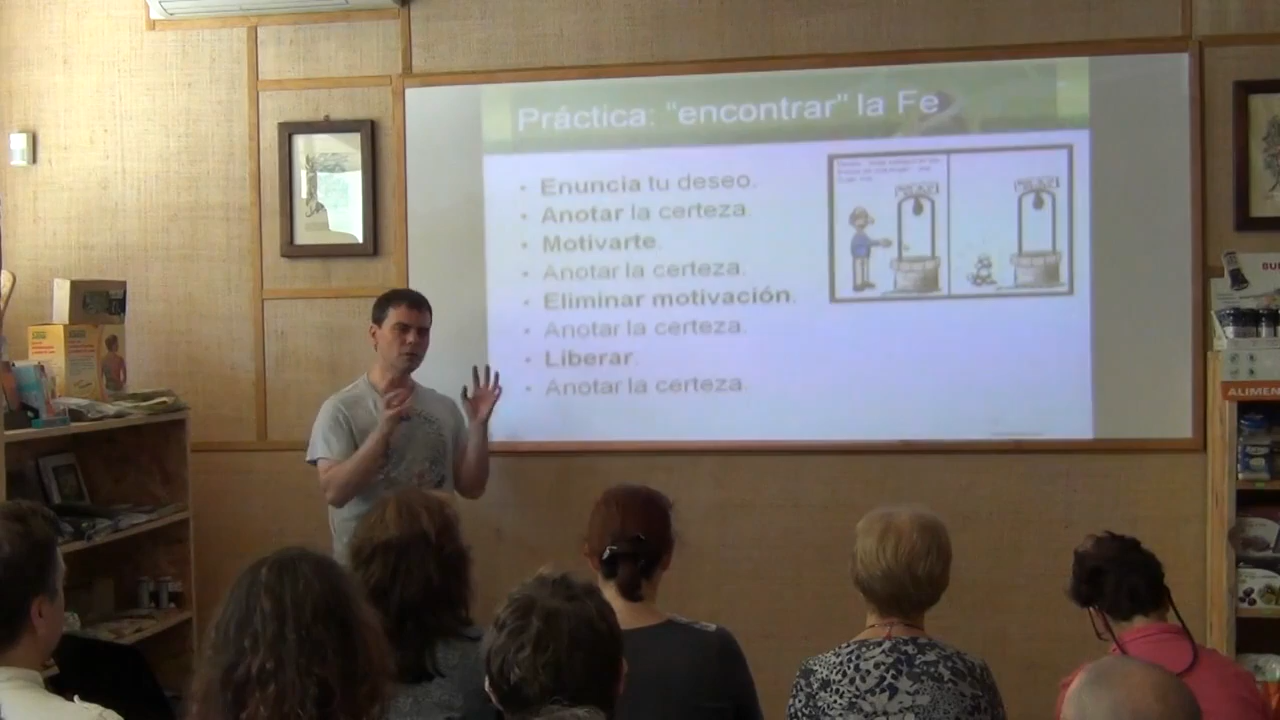 Práctica: "encontrar" la Fe
• Enuncia tu deseo.
• Anotar la certeza.
• Motivarte.
• Anotar la certeza.
• Eliminar motivación.
• Anotar la certeza.
• Liberar.
• Anotar la certeza.
ALIMEN